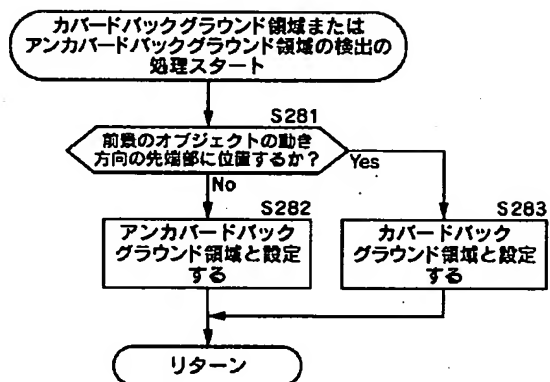 カバードバックグラウンド領域または
アンカバードバックグラウンド領域の検出の
処理スタート
S281
前景のオブジェクトの動き
方向の先端部に位置するか？
Yes
No
S282
アンカバードバック
グラウンド領域と設定
する
S283
カバードバック
グラウンド領域と設定
する
リターン